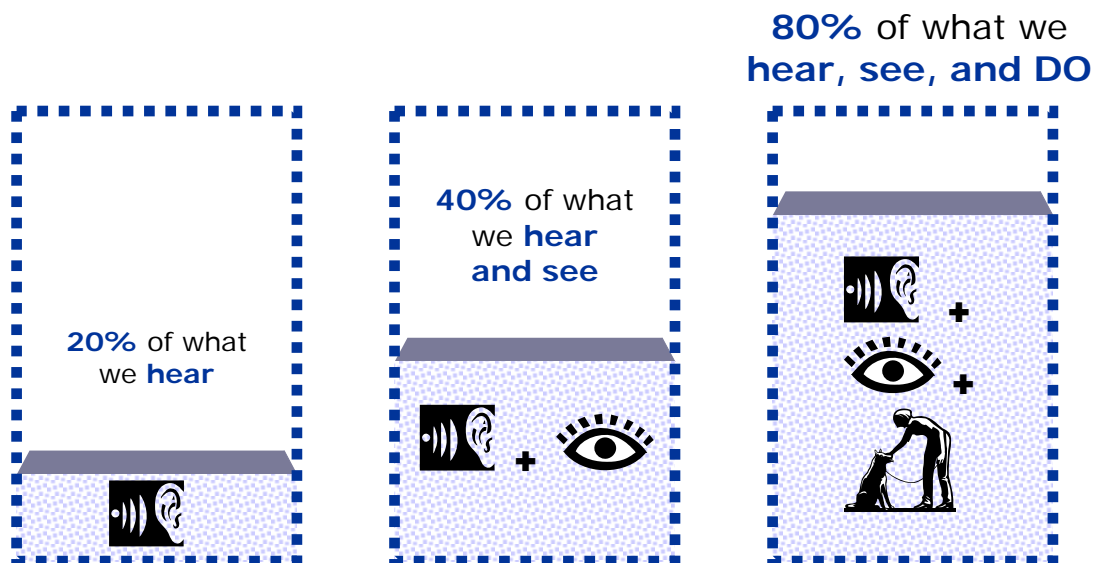 20% of what
we hear
40% of what
we hear
and see
80% of what we
hear, see, and DO
+
+
+